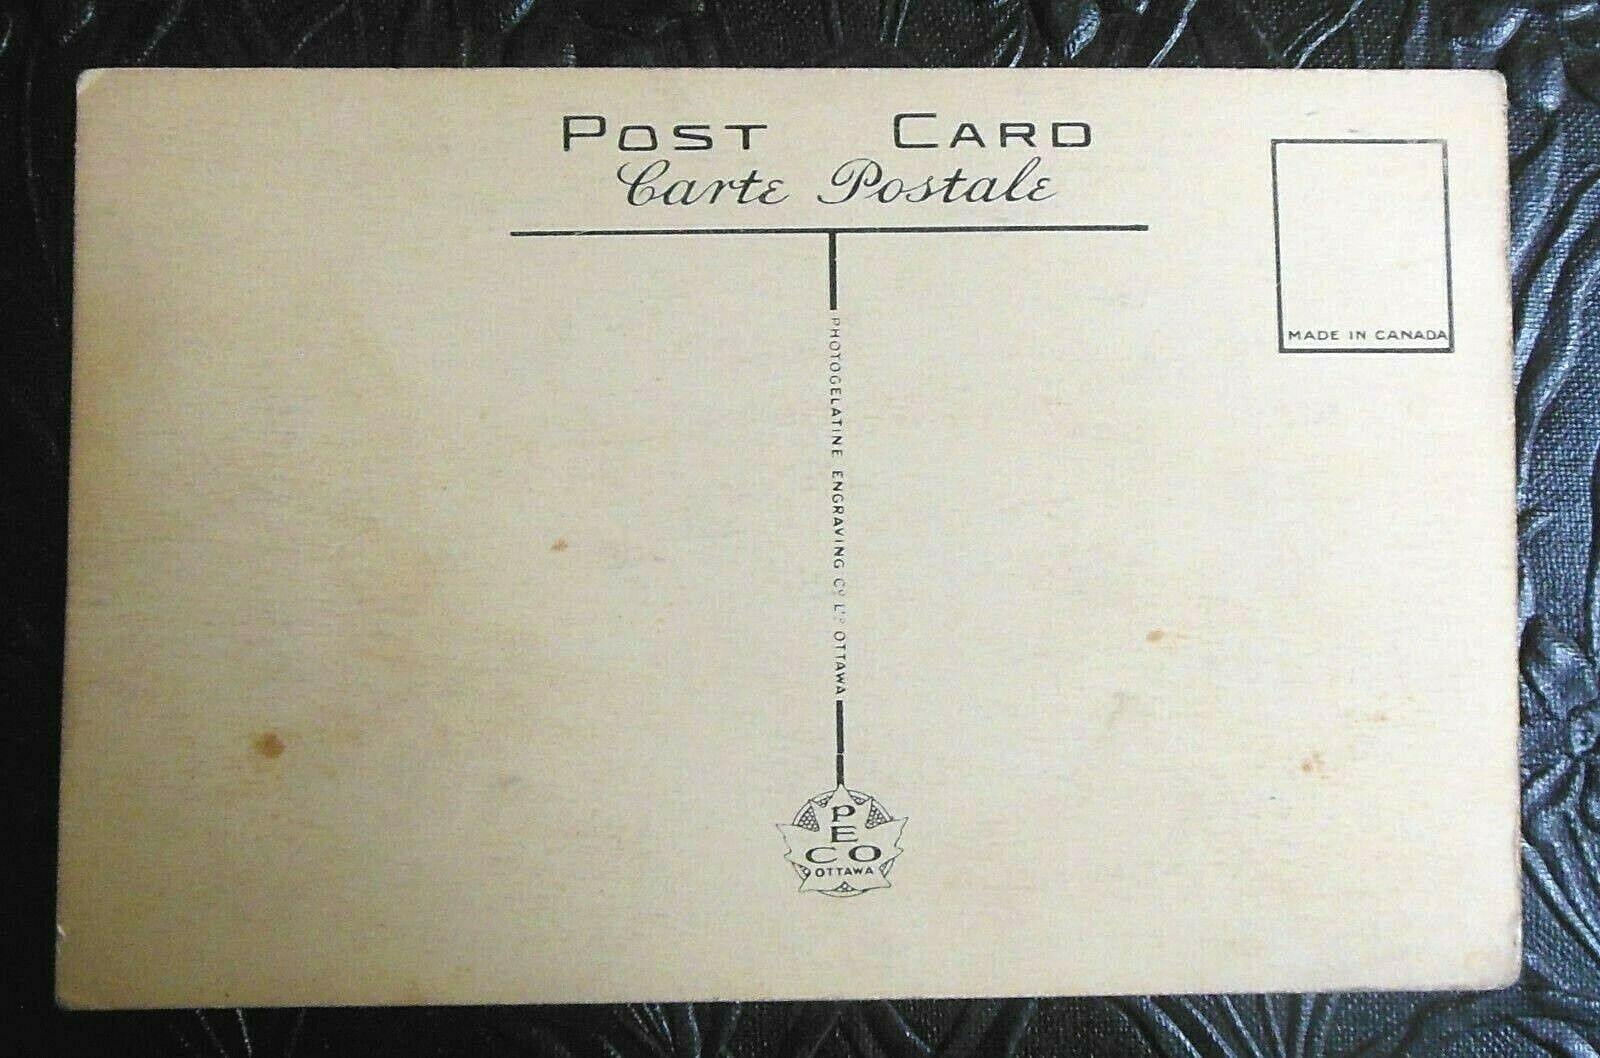 POST CARD
Carte Postale
MADE IN CANADA
PHOTOGELATINE ENGRAVING Co. LTD OTTAWA
PECO
OTTAWA